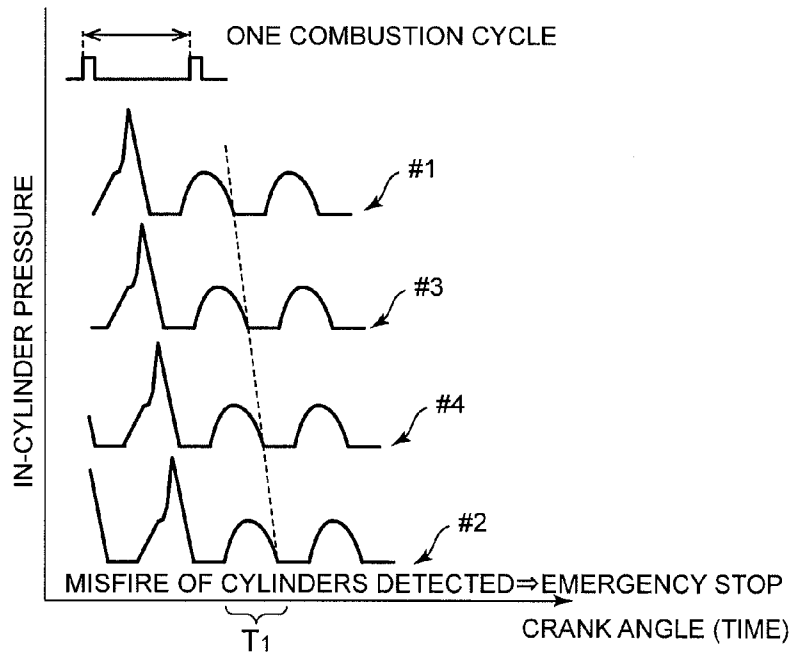 ONE COMBUSTION CYCLE
#1
#3
#4
#2
IN-CYLINDER PRESSURE
MISFIRE OF CYLINDERS DETECTED⇒EMERGENCY STOP
T1
CRANK ANGLE (TIME)